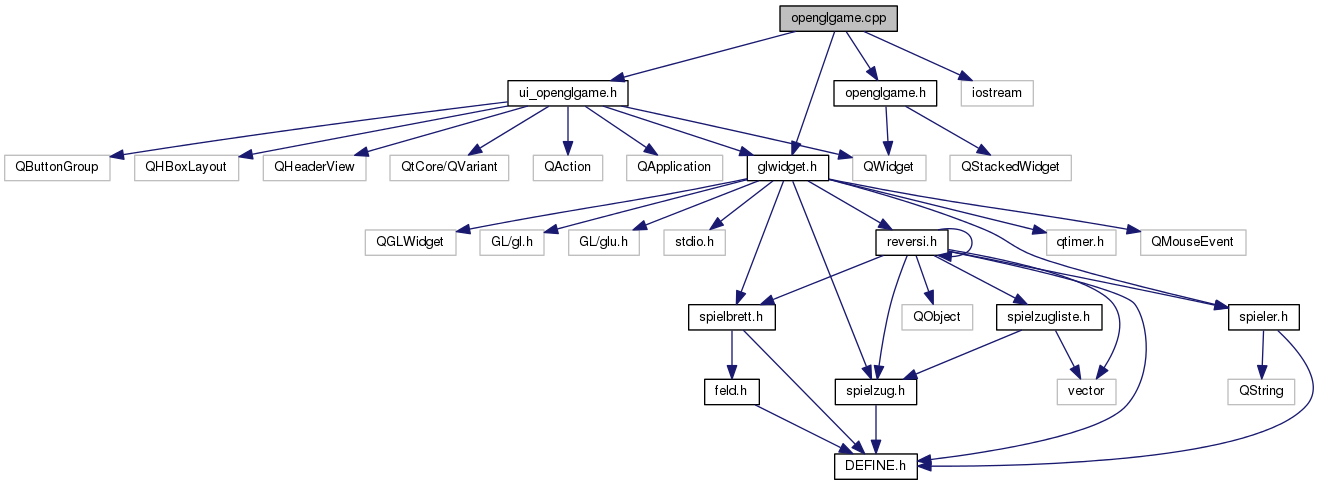 openglgame.cpp
ui_openglgame.h
openglgame.h
iostream
QButtonGroup
QHBoxLayout
QHeaderView
QtCore/QVariant
QAction
QApplication
glwidget.h
QWidget
QStackedWidget
QGLWidget
GL/gl.h
GL/glu.h
stdio.h
reversi.h
qtimer.h
QMouseEvent
spielbrett.h
QObject
spielzugliste.h
spieler.h
feld.h
spielzug.h
vector
QString
DEFINE.h